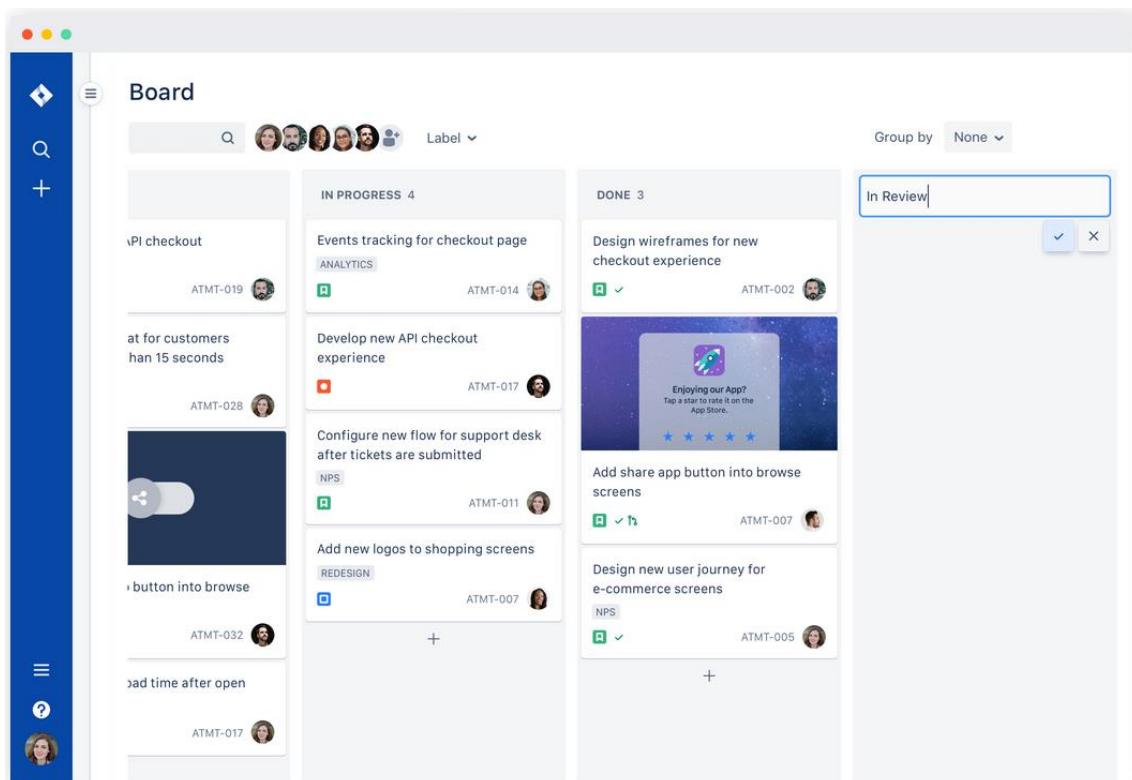 Board
Label
Group by
None
API checkout
ATMT-019
at for customers
han 15 seconds
ATMT-028
button into browse
ATMT-032
oad time after open
ATMT-017
IN PROGRESS 4
Events tracking for checkout page
ANALYTICS
ATMT-014
Develop new API checkout
experience
ATMT-017
Configure new flow for support desk
after tickets are submitted
NPS
ATMT-011
Add new logos to shopping screens
REDESIGN
ATMT-007
DONE 3
Design wireframes for new
checkout experience
ATMT-002
Enjoying our App?
Tap a star to rate it on the
App Store.
Add share app button into browse
screens
ATMT-007
Design new user journey for
e-commerce screens
NPS
ATMT-005
In Review